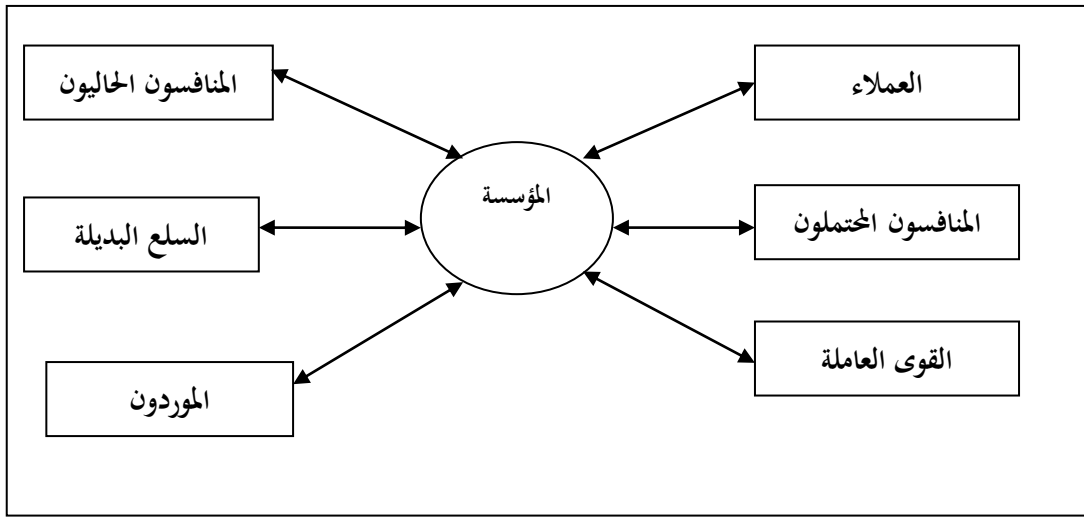 العملاء
المنافسون الحاليون
المؤسسة
المنافسون المحتملون
السلع البديلة
القوى العاملة
الموردون